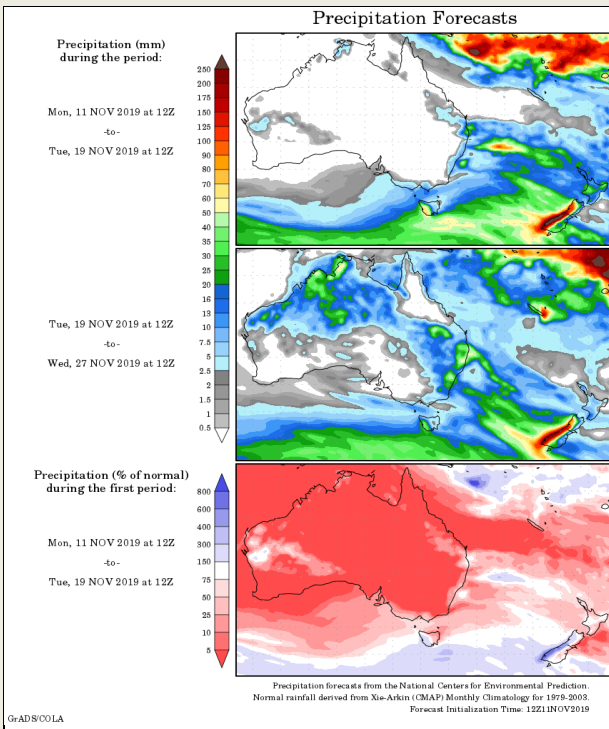 Precipitation Forecasts
Precipitation (mm)
during the period:
Mon, 11 NOV 2019 at 12Z
-to-
Tue, 19 NOV 2019 at 12Z
250
200
175
150
125
100
90
80
70
60
50
40
35
30
25
20
16
13
10
7.5
5
2.5
2
1.5
1
0.5
Tue, 19 NOV 2019 at 12Z
-to-
Wed, 27 NOV 2019 at 12Z
Precipitation (% of normal)
during the first period:
Mon, 11 NOV 2019 at 12Z
-to-
Tue, 19 NOV 2019 at 12Z
800
600
400
300
150
75
50
25
10
5
Precipitation forecasts from the National Centers for Environmental Prediction.
Normal rainfall derived from Xie-Arkin (CMAP) Monthly Climatology for 1979-2003.
Forecast Initialization Time: 12Z11NOV2019
GrADS/COLA